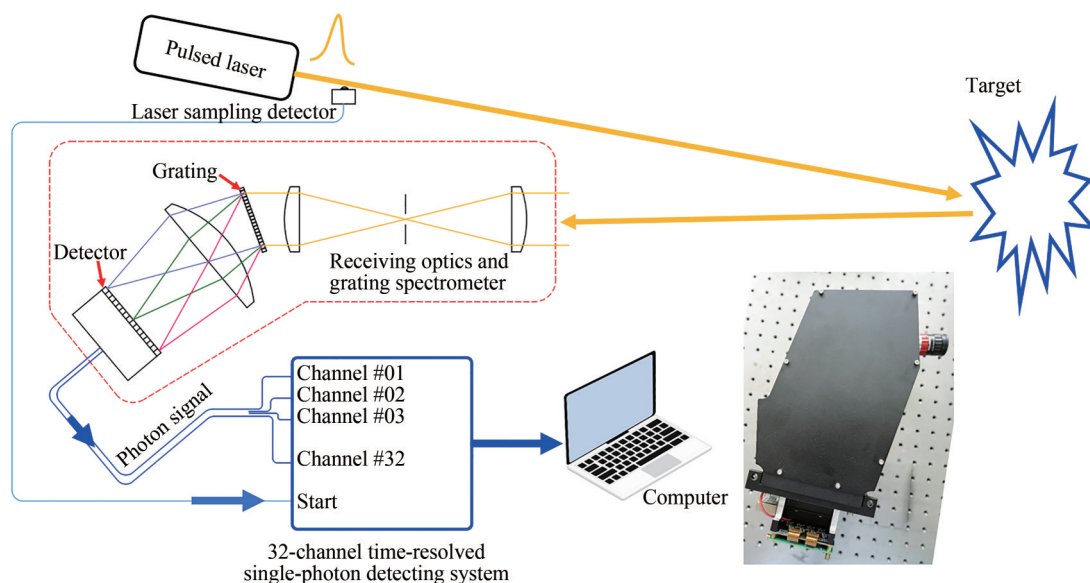 Pulsed laser
Target
Laser sampling detector
Grating
Detector
Receiving optics and
grating spectrometer
Photon signal
Channel #01
Channel #02
Channel #03
Channel #32
Start
Computer
32-channel time-resolved
single-photon detecting system